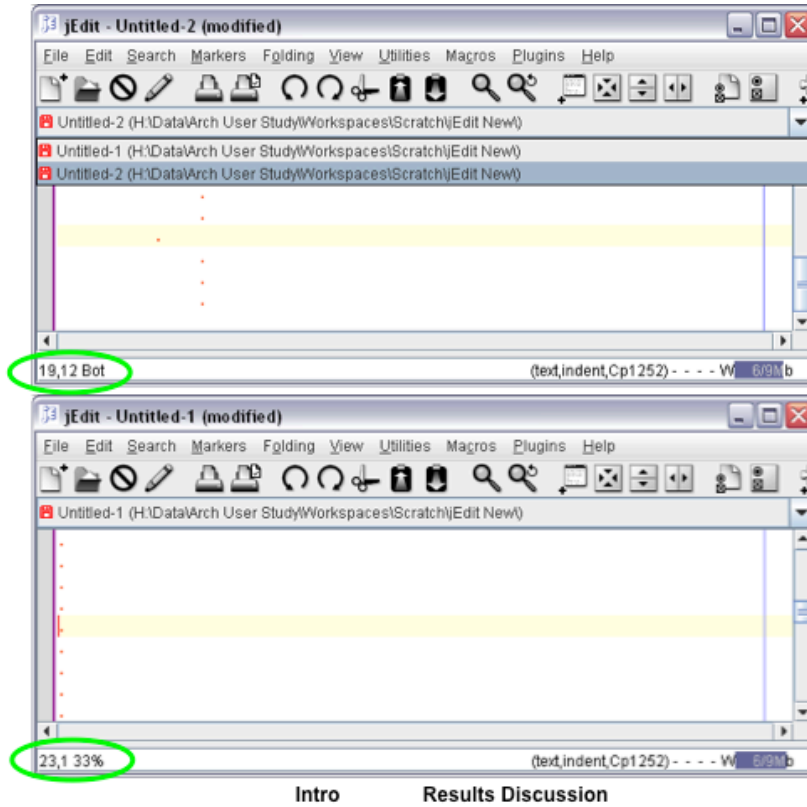 jEdit - Untitled-2 (modified)
File Edit Search Markers Folding View Utilities Macros Plugins Help
Untitled-2 (H:\Data\Arch User Study\Workspaces\Scratch\jEdit New\)
Untitled-1 (H:\Data\Arch User Study\Workspaces\Scratch\jEdit New\)
Untitled-2 (H:\Data\Arch User Study\Workspaces\Scratch\jEdit New\)
19,12 Bot (text,indent,Cp1252) - - - - W 6/9Mb
jEdit - Untitled-1 (modified)
File Edit Search Markers Folding View Utilities Macros Plugins Help
Untitled-1 (H:\Data\Arch User Study\Workspaces\Scratch\jEdit New\)
23,1 33% (text,indent,Cp1252) - - - - W 6/9Mb
Intro Results Discussion